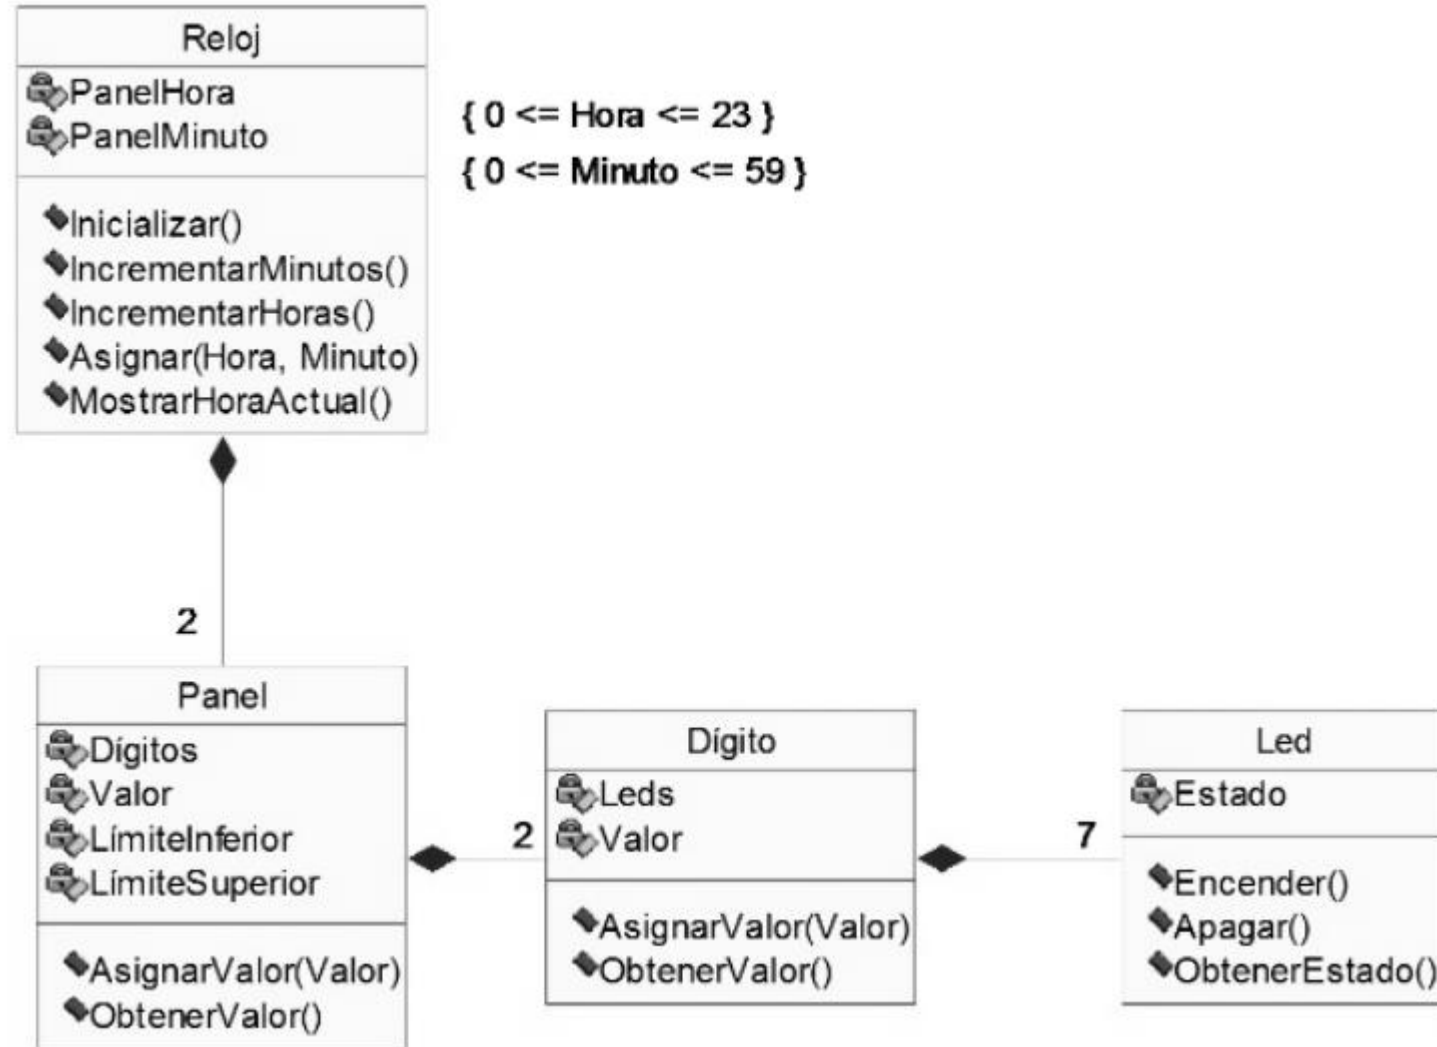 Reloj
PanelHora
PanelMinuto
{ 0 <= Hora <= 23 }
{ 0 <= Minuto <= 59 }
Inicializar()
IncrementarMinutos()
IncrementarHoras()
Asignar(Hora, Minuto)
MostrarHoraActual()
2
Panel
Dígitos
Valor
LímiteInferior
LímiteSuperior
AsignarValor(Valor)
ObtenerValor()
2
Dígito
Leds
Valor
AsignarValor(Valor)
ObtenerValor()
7
Led
Estado
Encender()
Apagar()
ObtenerEstado()